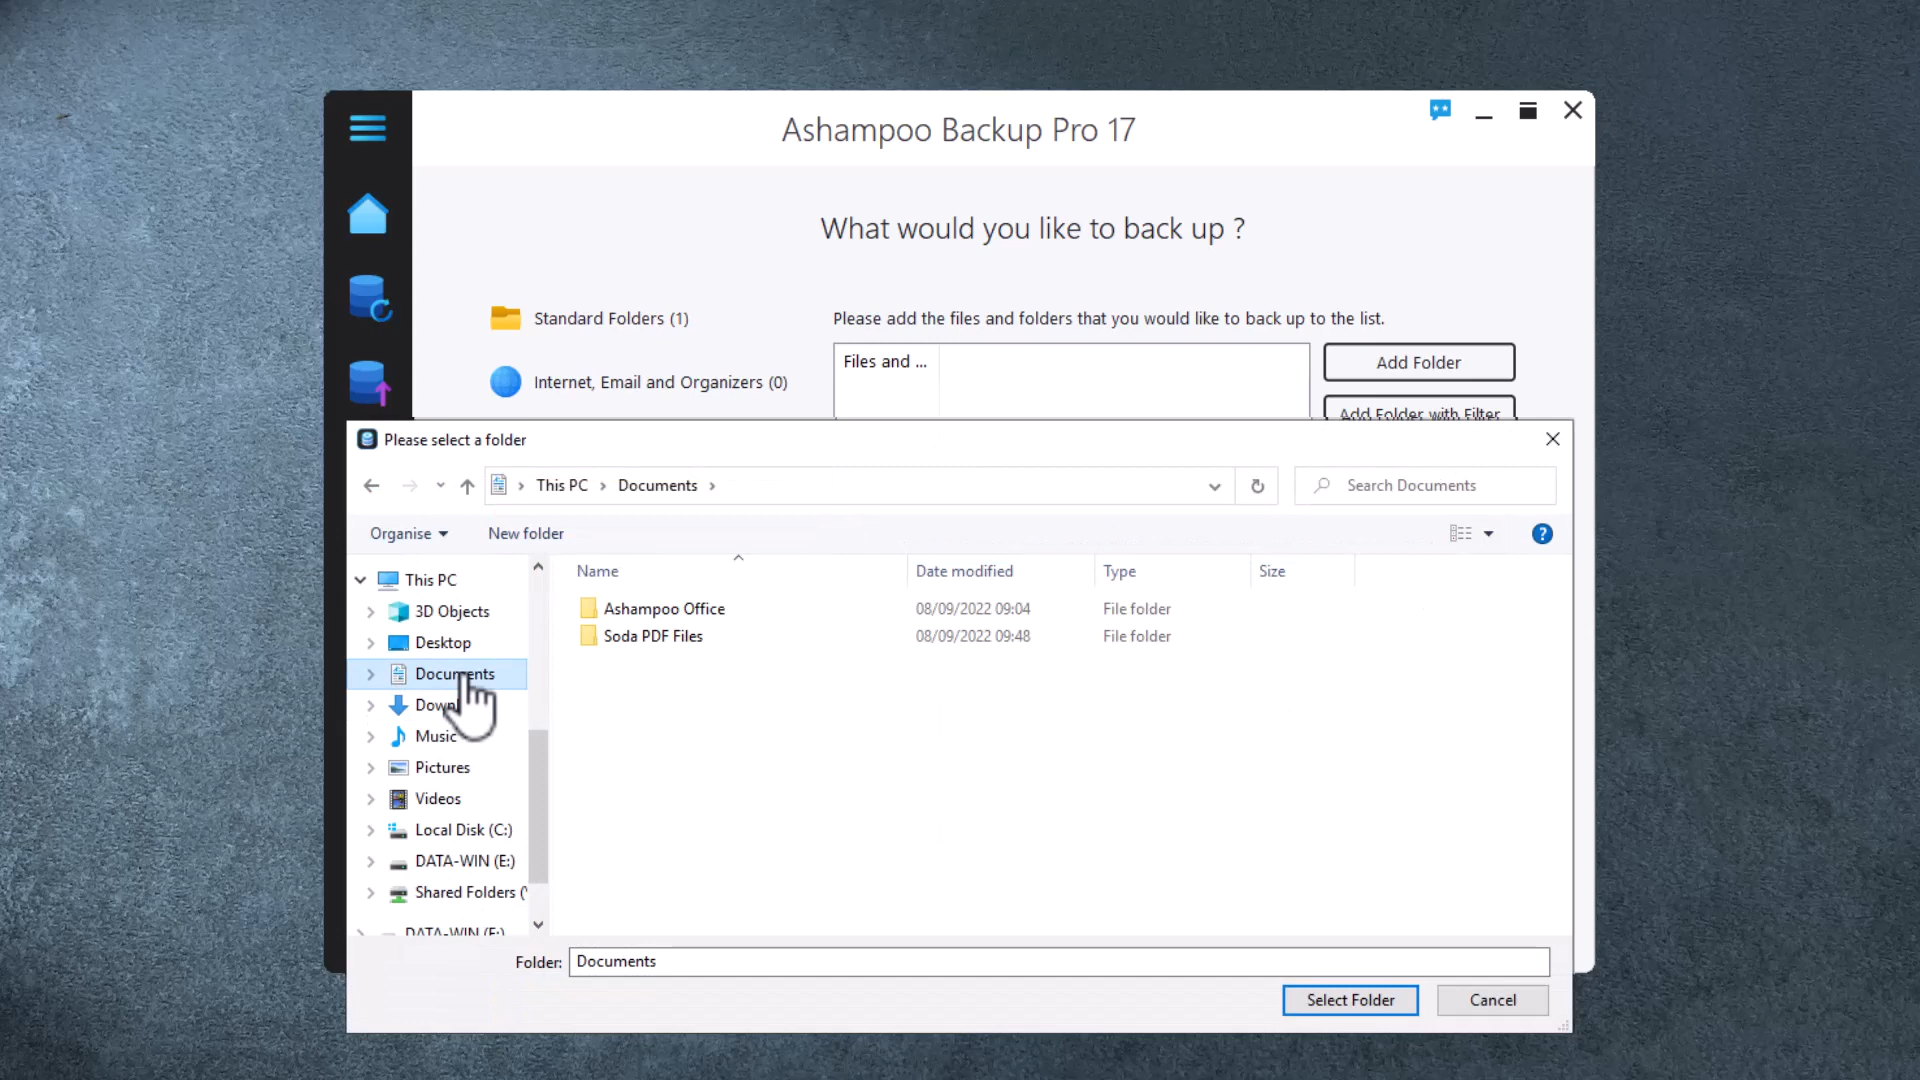 Ashampoo Backup Pro 17
What would you like to back up ?
Standard Folders (1)
Please add the files and folders that you would like to back up to the list.
Files and ...
Add Folder
Internet, Email and Organizers (0)
Add Folder with Filter
Please select a folder
This PC
Documents
Search Documents
Organise
New folder
?
Name
Date modified
Type
Size
Ashampoo Office
08/09/2022 09:04
File folder
Soda PDF Files
08/09/2022 09:48
File folder
This PC
3D Objects
Desktop
Documents
Down
Music
Pictures
Videos
Local Disk (C:)
DATA-WIN (E:)
Shared Folders (
DATA-WIN (E:)
Folder:
Documents
Select Folder
Cancel